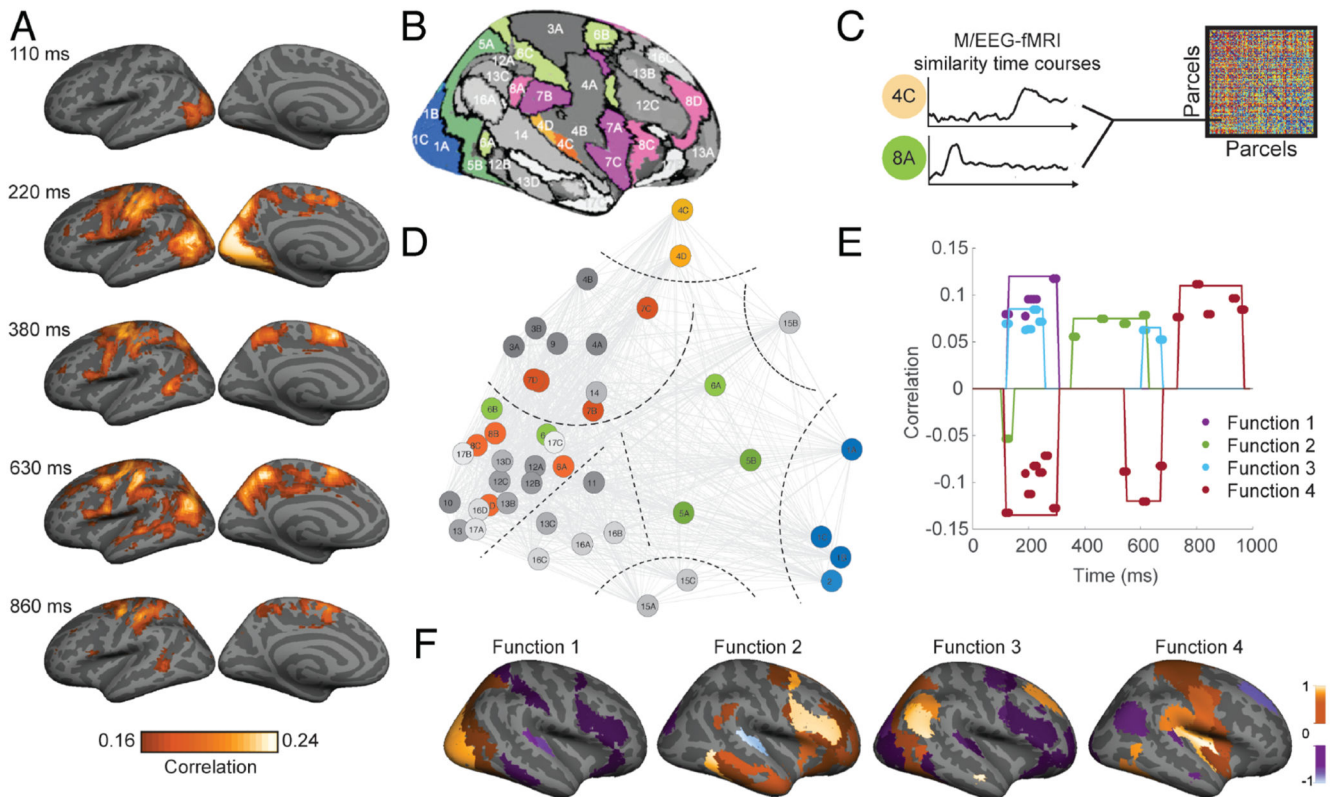 A
110 ms
220 ms
380 ms
630 ms
860 ms
0.16
0.24
Correlation
B
3A
5A
6C
6B
12A
16C
13C
13B
4A
8A
7B
16A
12C
8D
1B
4D
14
4B
7A
1C
1A
4C
8C
13A
5B
12B
7C
13D
C
M/EEG-fMRI
similarity time courses
4C
8A
Parcels
Parcels
D
4C
4D
4B
7C
15B
3B
3A
9
4A
6A
7D
14
7B
6B
8B
8C
17C
17B
13D
12A
8A
5B
12C
12B
11
10
16D
13B
5A
13
17A
13C
16B
16A
16C
15C
2
15A
E
0.15
0.1
0.05
0
-0.05
-0.1
-0.15
Correlation
Function 1
Function 2
Function 3
Function 4
0
200
400
600
800
1000
Time (ms)
F
Function 1
Function 2
Function 3
Function 4
1
0
-1